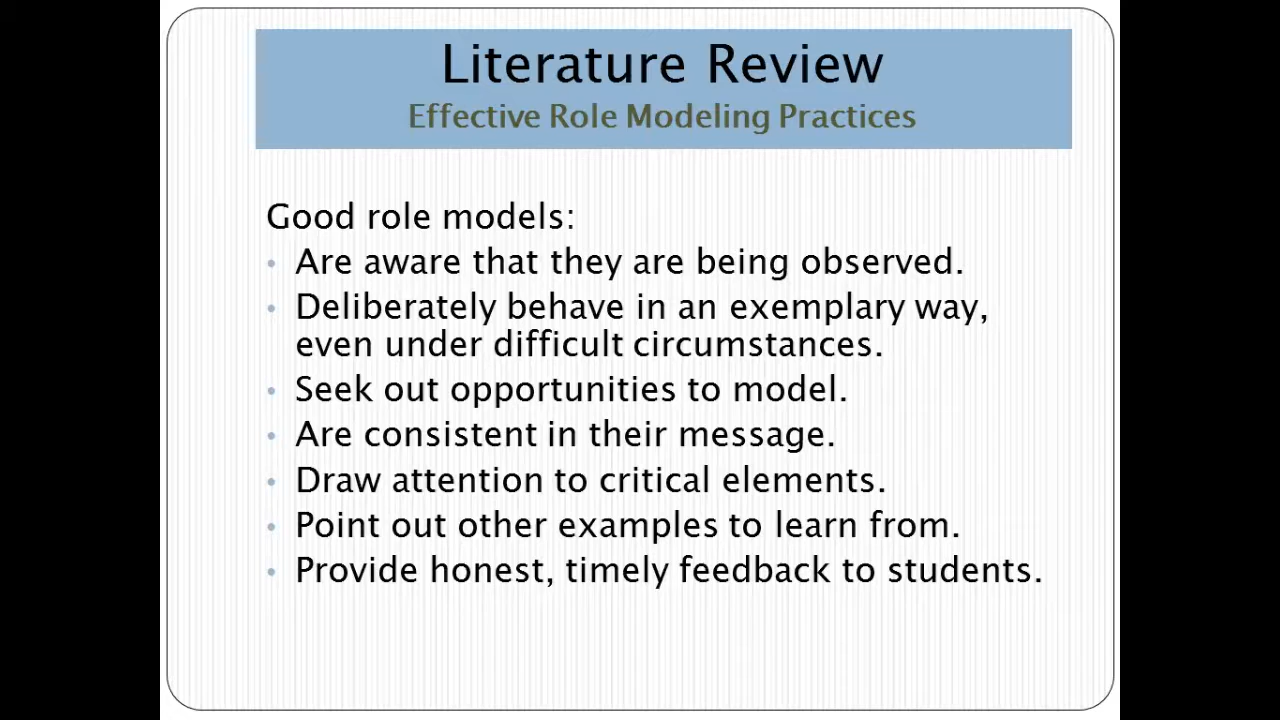 Literature Review
Effective Role Modeling Practices
Good role models:
• Are aware that they are being observed.
• Deliberately behave in an exemplary way,
even under difficult circumstances.
• Seek out opportunities to model.
• Are consistent in their message.
• Draw attention to critical elements.
• Point out other examples to learn from.
• Provide honest, timely feedback to students.